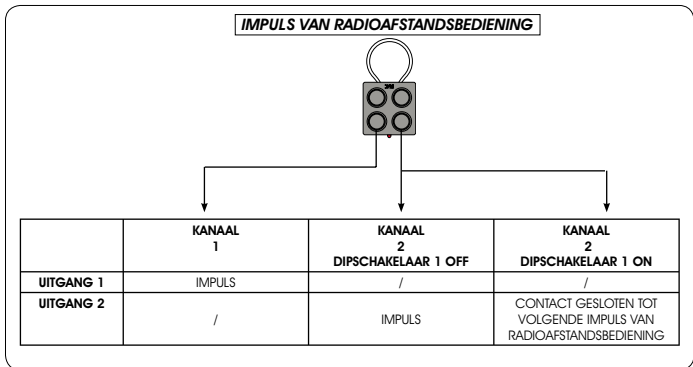 IMPULS VAN RADIOAFSTANDSBEDIENING
KANAAL
1
KANAAL
2
DIPSCHAKELAAR 1 OFF
KANAAL
2
DIPSCHAKELAAR 1 ON
UITGANG 1
IMPULS
/
/
UITGANG 2
/
IMPULS
CONTACT GESLOTEN TOT
VOLGENDE IMPULS VAN
RADIOAFSTANDSBEDIENING